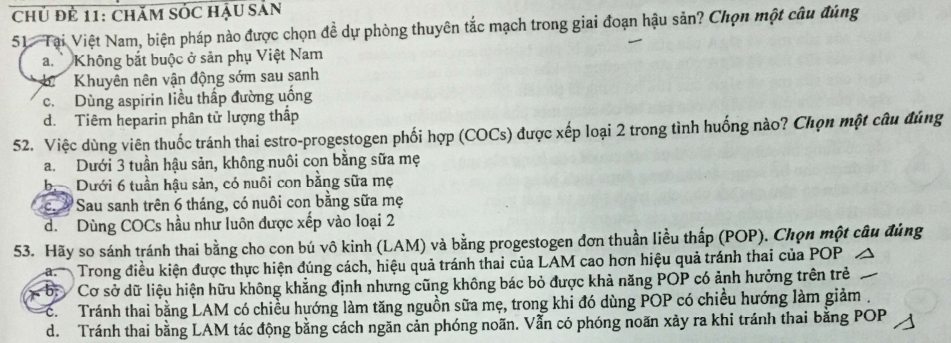 CHỦ ĐỀ 11: CHĂM SÓC HẬU SẢN
51. Tại Việt Nam, biện pháp nào được chọn để dự phòng thuyên tắc mạch trong giai đoạn hậu sản? Chọn một câu đúng
a. Không bắt buộc ở sản phụ Việt Nam
b. Khuyên nên vận động sớm sau sanh
c. Dùng aspirin liều thấp đường uống
d. Tiêm heparin phân tử lượng thấp
52. Việc dùng viên thuốc tránh thai estro-progestogen phối hợp (COCs) được xếp loại 2 trong tình huống nào? Chọn một câu đúng
a. Dưới 3 tuần hậu sản, không nuôi con bằng sữa mẹ
b. Dưới 6 tuần hậu sản, có nuôi con bằng sữa mẹ
c. Sau sanh trên 6 tháng, có nuôi con bằng sữa mẹ
d. Dùng COCs hầu như luôn được xếp vào loại 2
53. Hãy so sánh tránh thai bằng cho con bú vô kinh (LAM) và bằng progestogen đơn thuần liều thấp (POP). Chọn một câu đúng
a. Trong điều kiện được thực hiện đúng cách, hiệu quả tránh thai của LAM cao hơn hiệu quả tránh thai của POP
b. Cơ sở dữ liệu hiện hữu không khẳng định nhưng cũng không bác bỏ được khả năng POP có ảnh hưởng trên trẻ
c. Tránh thai bằng LAM có chiều hướng làm tăng nguồn sữa mẹ, trong khi đó dùng POP có chiều hướng làm giảm.
d. Tránh thai bằng LAM tác động bằng cách ngăn cản phóng noãn. Vẫn có phóng noãn xảy ra khi tránh thai bằng POP